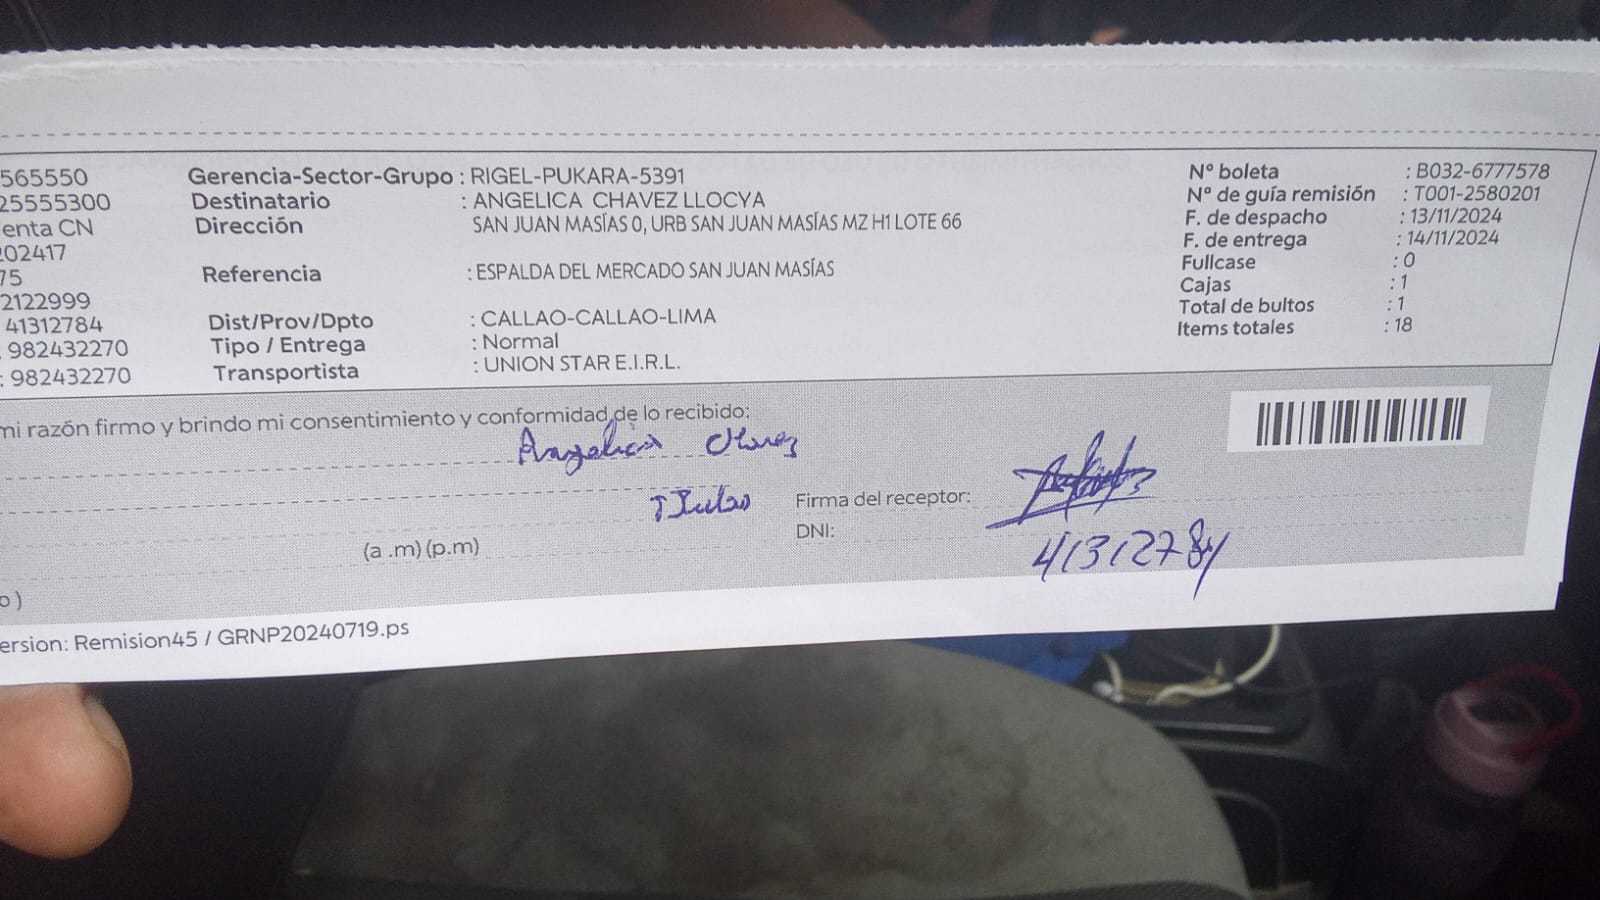 565550 Gerencia-Sector-Grupo : RIGEL-PUKARA-5391 Nº boleta : B032-6777578
25555300 Destinatario : ANGELICA CHAVEZ LLOCYA Nº de guía remisión : T001-2580201
enta CN Dirección SAN JUAN MASÍAS 0, URB SAN JUAN MASÍAS MZ H1 LOTE 66 F. de despacho : 13/11/2024
202417 F. de entrega : 14/11/2024
75 Referencia : ESPALDA DEL MERCADO SAN JUAN MASÍAS Fullcase : 0
2122999 Cajas : 1
41312784 Dist/Prov/Dpto : CALLAO-CALLAO-LIMA Total de bultos : 1
: 982432270 Tipo / Entrega : Normal Items totales : 18
: 982432270 Transportista : UNION STAR E.I.R.L.
mi razón firmo y brindo mi consentimiento y conformidad de lo recibido:
Angelica
Firma del receptor:
DNI: 41312784
(a .m) (p.m)
o )
ersion: Remision45 / GRNP20240719.ps